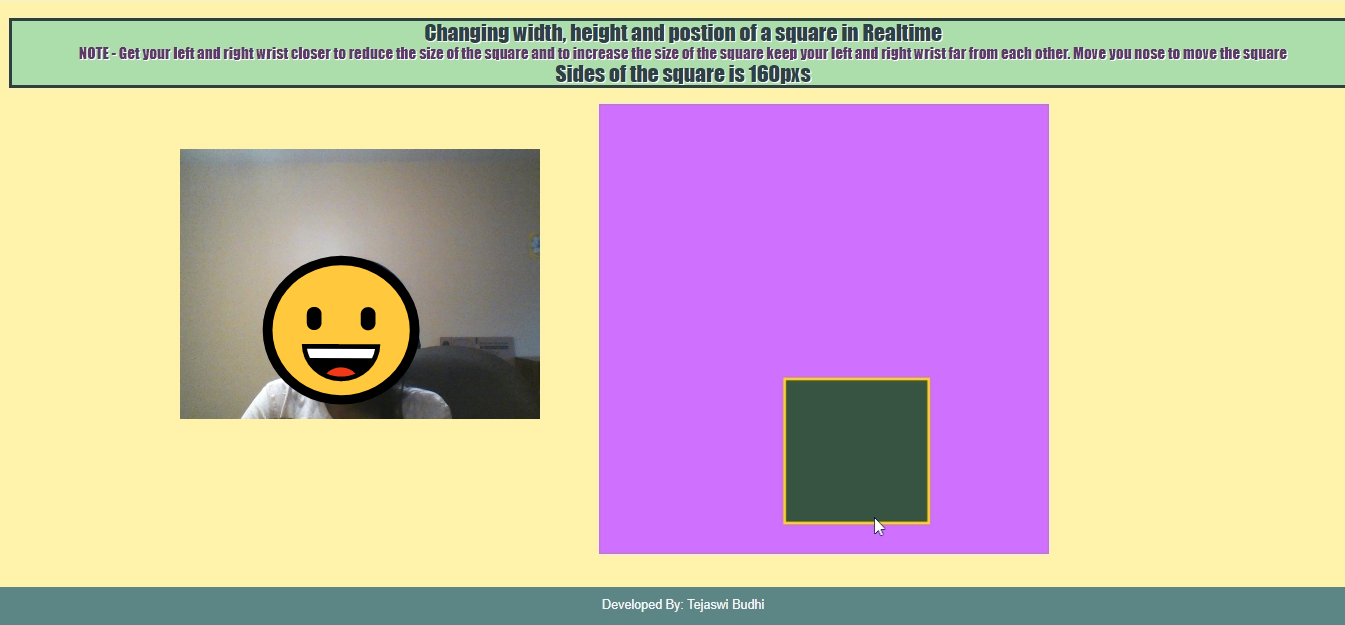 Changing width, height and postion of a square in Realtime
NOTE - Get your left and right wrist closer to reduce the size of the square and to increase the size of the square keep your left and right wrist far from each other. Move you nose to move the square
Sides of the square is 160pxs
Developed By: Tejaswi Budhi